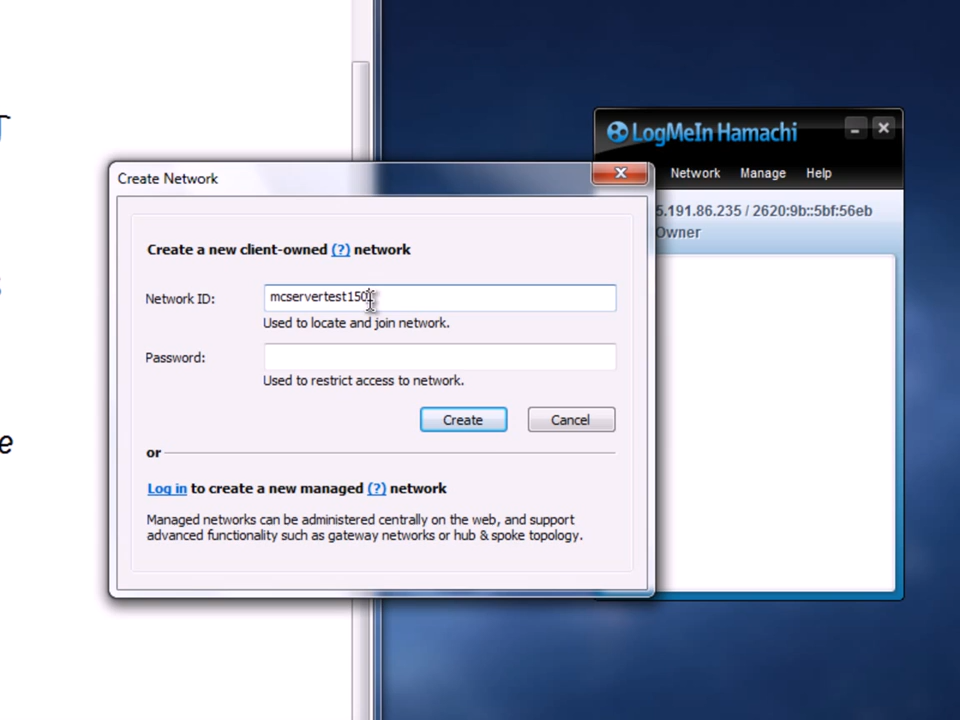 LogMeIn Hamachi
Network Manage Help
5.191.86.235 / 2620:9b::5bf:56eb
Owner
Create Network
Create a new client-owned (?) network
Network ID:
Used to locate and join network.
Password:
Used to restrict access to network.
Create Cancel
or
Log in to create a new managed (?) network
Managed networks can be administered centrally on the web, and support
advanced functionality such as gateway networks or hub & spoke topology.
e